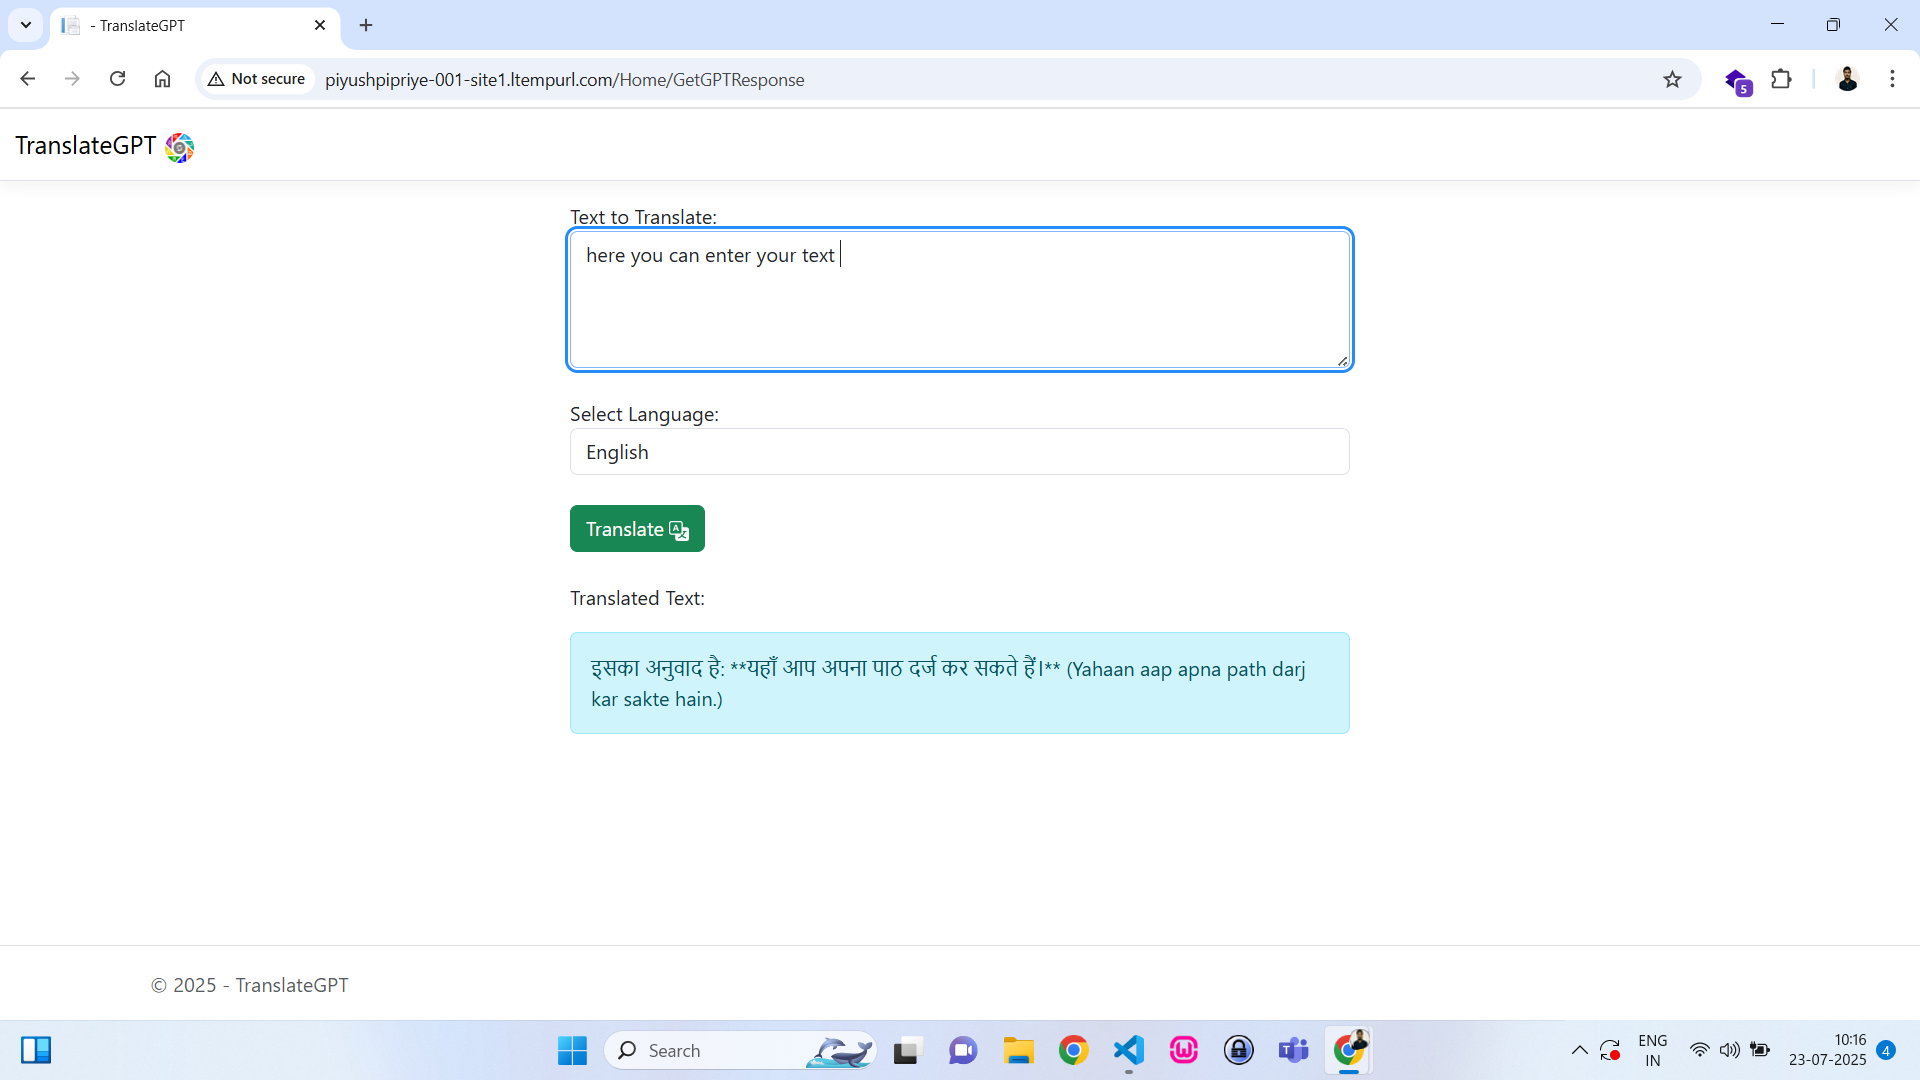 - TranslateGPT
Not secure
piyushpipriye-001-site1.ltempurl.com/Home/GetGPTResponse
5
TranslateGPT
Text to Translate:
here you can enter your text
Select Language:
English
Translate
Translated Text:
इसका अनुवाद है: **यहाँ आप अपना पाठ दर्ज कर सकते हैं।** (Yahaan aap apna path darj
kar sakte hain.)
© 2025 - TranslateGPT
Search
ENG
IN
10:16
23-07-2025
4